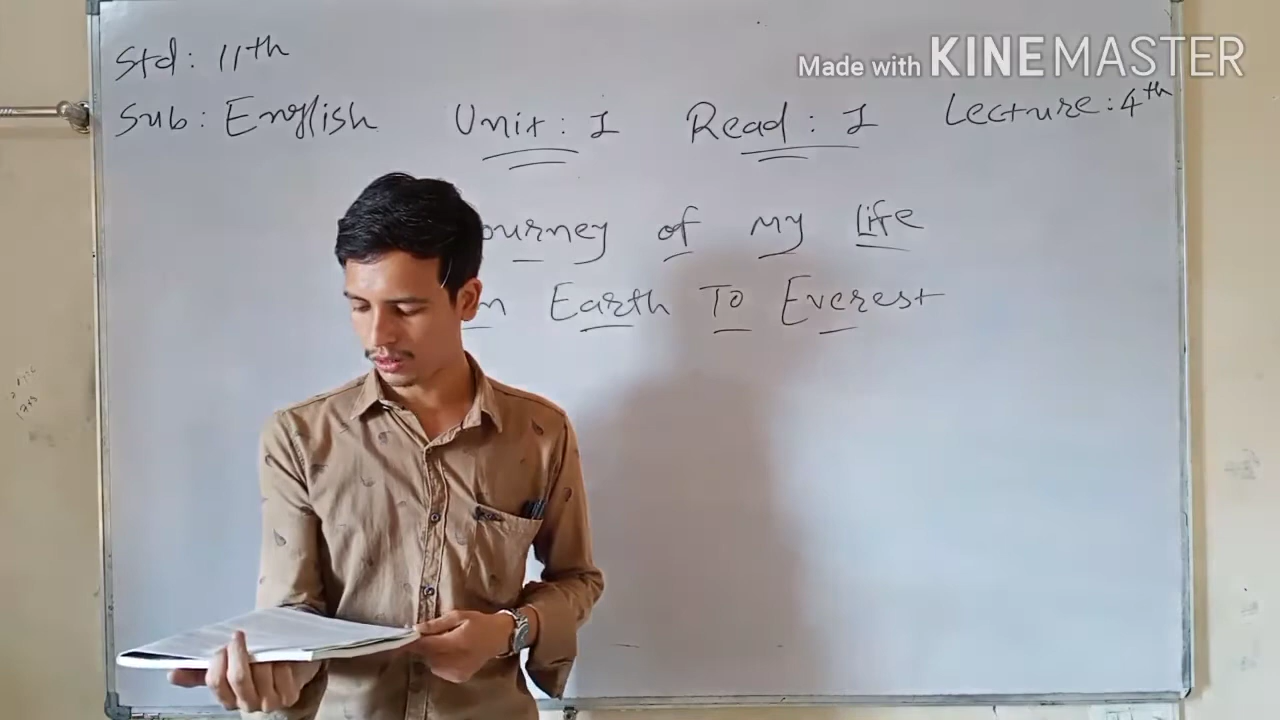 Made with KINEMASTER
Std: 11th
Sub: English Unit: I Read: I Lecture: 4th
ourney of my Life
m Earth To Everest